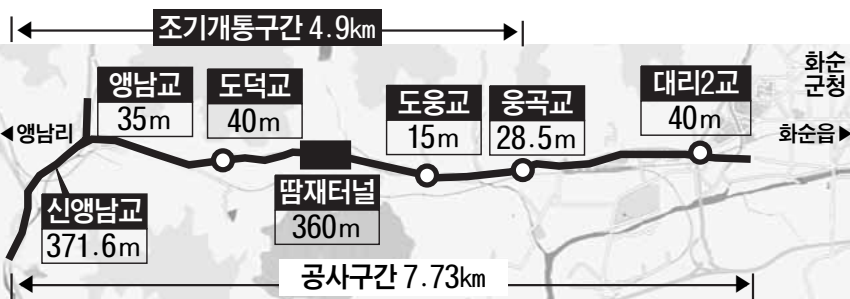 조기개통구간 4.9km
앵남교
35m
도덕교
40m
도웅교
15m
웅곡교
28.5m
대리2교
40m
화순
군청
◀앵남리
화순읍▶
신앵남교
371.6m
땀재터널
360m
공사구간 7.73km